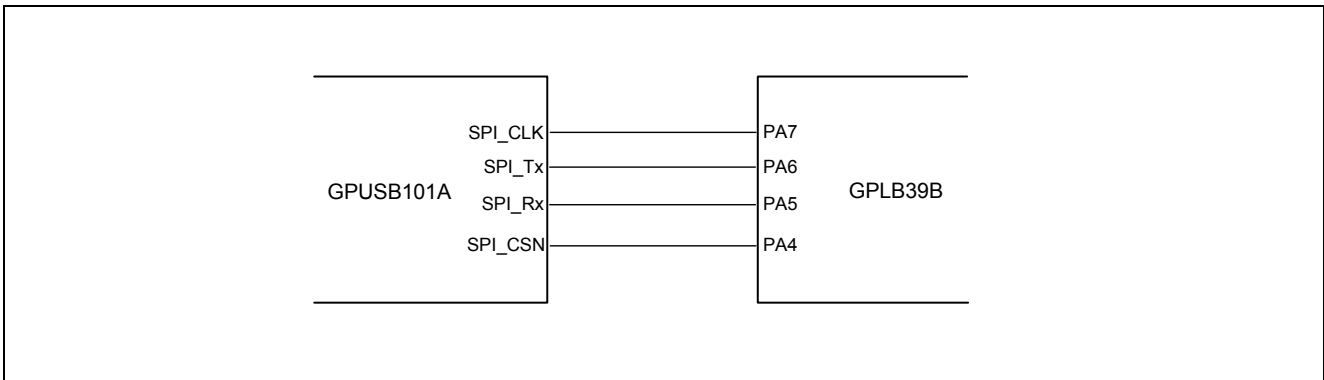 SPI_CLK PA7
SPI_Tx PA6
GPUSB101A GPLB39B
SPI_Rx PA5
SPI_CSN PA4